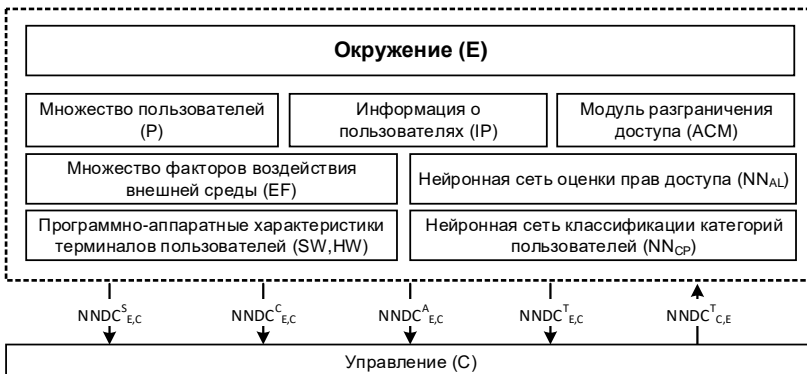 Окружение (E)
Множество пользователей
(P)
Информация о
пользователях (IP)
Модуль разграничения
доступа (ACM)
Множество факторов воздействия
внешней среды (EF)
Нейронная сеть оценки прав доступа (NN_AL)
Программно-аппаратные характеристики
терминалов пользователей (SW,HW)
Нейронная сеть классификации категорий
пользователей (NN_CP)
NNDC^S_E,C
NNDC^C_E,C
NNDC^A_E,C
NNDC^T_E,C
NNDC^T_C,E
Управление (C)